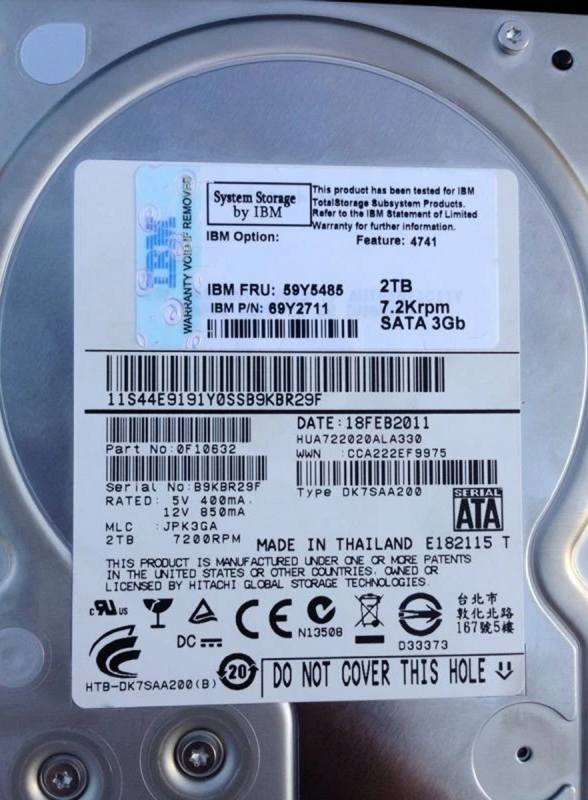 WARRANTY VOID IF REMOVED
IBM
System Storage
by IBM
This product has been tested for IBM
TotalStorage Subsystem Products.
Refer to the IBM Statement of Limited
Warranty for further information.
IBM Option:
Feature: 4741
IBM FRU: 59Y5485
2TB
IBM P/N: 69Y2711
7.2Krpm
SATA 3Gb
11S44E9191Y0SSB9KBR29F
DATE:18FEB2011
HUA722020ALA330
Part No:0F10632
WWN :CCA222EF9975
Serial No:B9KBR29F
Type DK7SAA200
RATED: 5V 400mA.
12V 850mA
MLC :JPK3GA
2TB 7200RPM
SERIAL
ATA
MADE IN THAILAND E182115 T
THIS PRODUCT IS MANUFACTURED UNDER ONE OR MORE PATENTS
IN THE UNITED STATES OR OTHER COUNTRIES. OWNED OR
LICENSED BY HITACHI GLOBAL STORAGE TECHNOLOGIES.
c RU us
DC
CE
N13508
D33373
台北市
敦化北路
167號5樓
HTB-DK7SAA200(B)
20
DO NOT COVER THIS HOLE